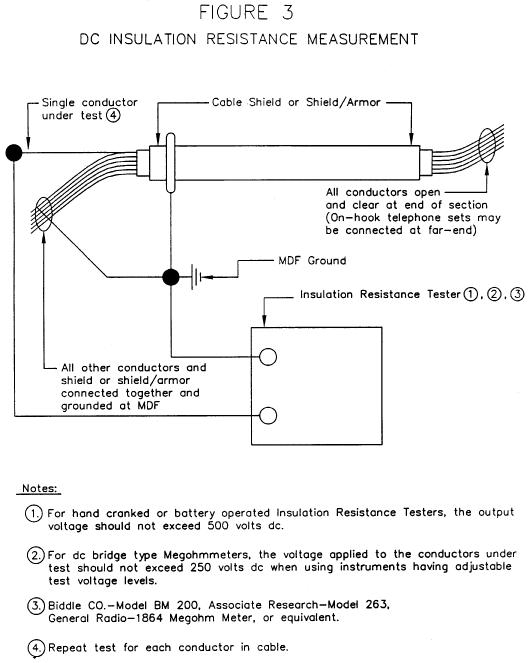 FIGURE 3
DC INSULATION RESISTANCE MEASUREMENT
Single conductor
under test 4
Cable Shield or Shield/Armor
All conductors open
and clear at end of section
(On-hook telephone sets may
be connected at far-end)
MDF Ground
Insulation Resistance Tester 1, 2, 3
All other conductors and
shield or shield/armor
connected together and
grounded at MDF
Notes:
1. For hand cranked or battery operated Insulation Resistance Testers, the output
voltage should not exceed 500 volts dc.
2. For dc bridge type Megohmmeters, the voltage applied to the conductors under
test should not exceed 250 volts dc when using instruments having adjustable
test voltage levels.
3. Biddle CO.-Model BM 200, Associate Research-Model 263,
General Radio-1864 Megohm Meter, or equivalent.
4. Repeat test for each conductor in cable.